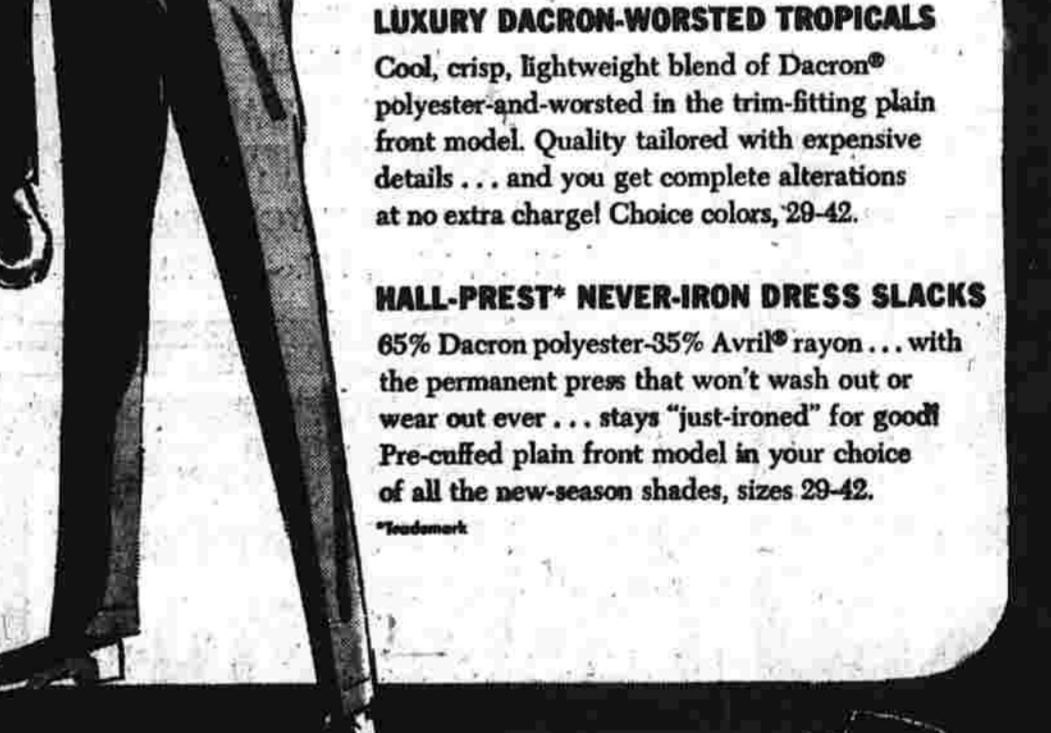 LUXURY DACRON-WORSTED TROPICALS
Cool, crisp, lightweight blend of Dacron®
polyester-and-worsted in the trim-fitting plain
front model. Quality tailored with expensive
details ... and you get complete alterations
at no extra charge! Choice colors, 29-42.
HALL-PREST* NEVER-IRON DRESS SLACKS
65% Dacron polyester-35% Avril® rayon ... with
the permanent press that won't wash out or
wear out ever ... stays "just-ironed" for good!
Pre-cuffed plain front model in your choice
of all the new-season shades, sizes 29-42.
*Trademark